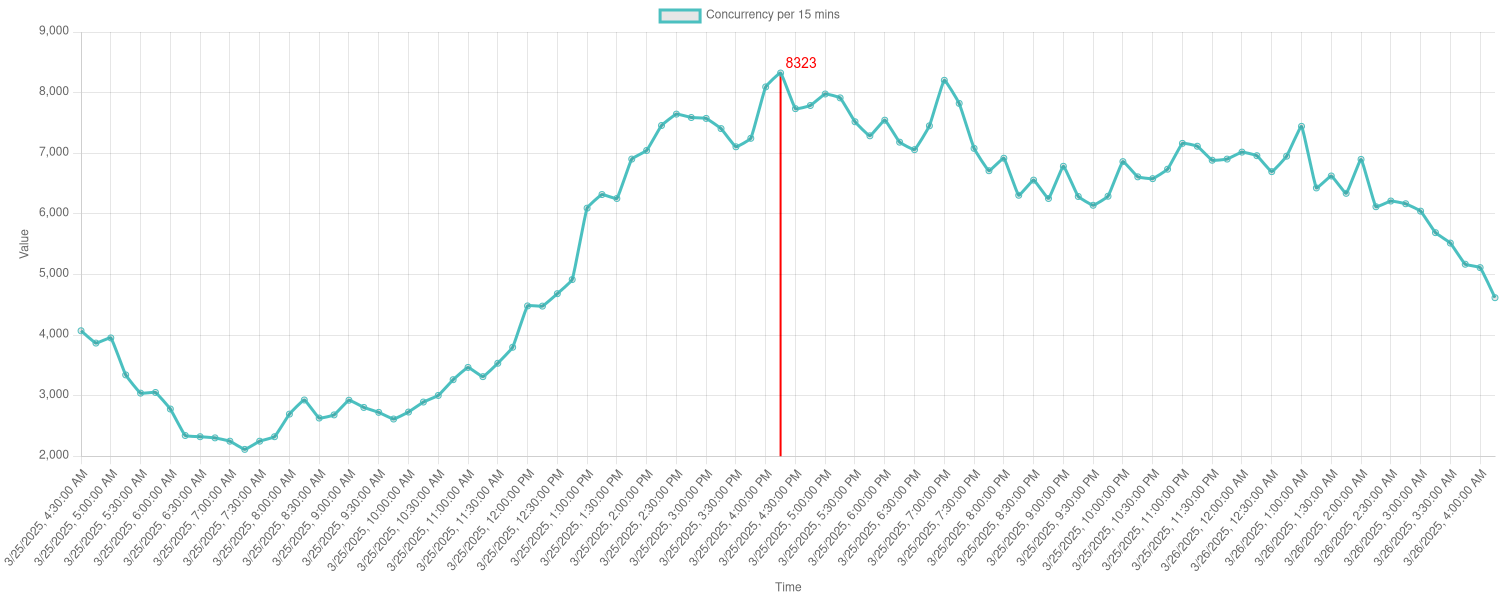 Concurrency per 15 mins
9,000
8,000
7,000
6,000
5,000
4,000
3,000
2,000
Value
8323
3/25/2025, 4:30:00 AM
3/25/2025, 5:00:00 AM
3/25/2025, 5:30:00 AM
3/25/2025, 6:00:00 AM
3/25/2025, 6:30:00 AM
3/25/2025, 7:00:00 AM
3/25/2025, 7:30:00 AM
3/25/2025, 8:00:00 AM
3/25/2025, 8:30:00 AM
3/25/2025, 9:00:00 AM
3/25/2025, 9:30:00 AM
3/25/2025, 10:00:00 AM
3/25/2025, 10:30:00 AM
3/25/2025, 11:00:00 AM
3/25/2025, 11:30:00 AM
3/25/2025, 12:00:00 PM
3/25/2025, 12:30:00 PM
3/25/2025, 1:00:00 PM
3/25/2025, 1:30:00 PM
3/25/2025, 2:00:00 PM
3/25/2025, 2:30:00 PM
3/25/2025, 3:00:00 PM
3/25/2025, 3:30:00 PM
3/25/2025, 4:00:00 PM
3/25/2025, 4:30:00 PM
3/25/2025, 5:00:00 PM
3/25/2025, 5:30:00 PM
3/25/2025, 6:00:00 PM
3/25/2025, 6:30:00 PM
3/25/2025, 7:00:00 PM
3/25/2025, 7:30:00 PM
3/25/2025, 8:00:00 PM
3/25/2025, 8:30:00 PM
3/25/2025, 9:00:00 PM
3/25/2025, 9:30:00 PM
3/25/2025, 10:00:00 PM
3/25/2025, 10:30:00 PM
3/25/2025, 11:00:00 PM
3/25/2025, 11:30:00 PM
3/26/2025, 12:00:00 AM
3/26/2025, 12:30:00 AM
3/26/2025, 1:00:00 AM
3/26/2025, 1:30:00 AM
3/26/2025, 2:00:00 AM
3/26/2025, 2:30:00 AM
3/26/2025, 3:00:00 AM
3/26/2025, 3:30:00 AM
3/26/2025, 4:00:00 AM
Time